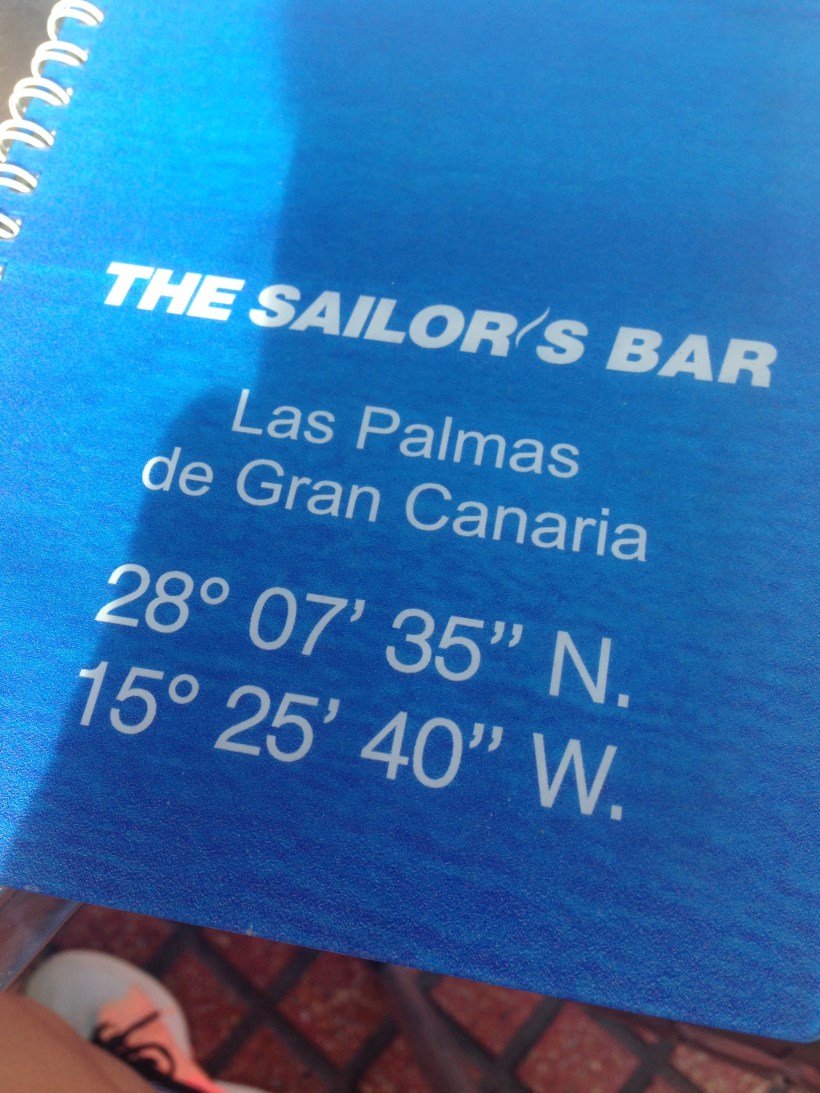 THE SAILOR'S BAR
Las Palmas
de Gran Canaria
28° 07’ 35” N.
15° 25’ 40” W.